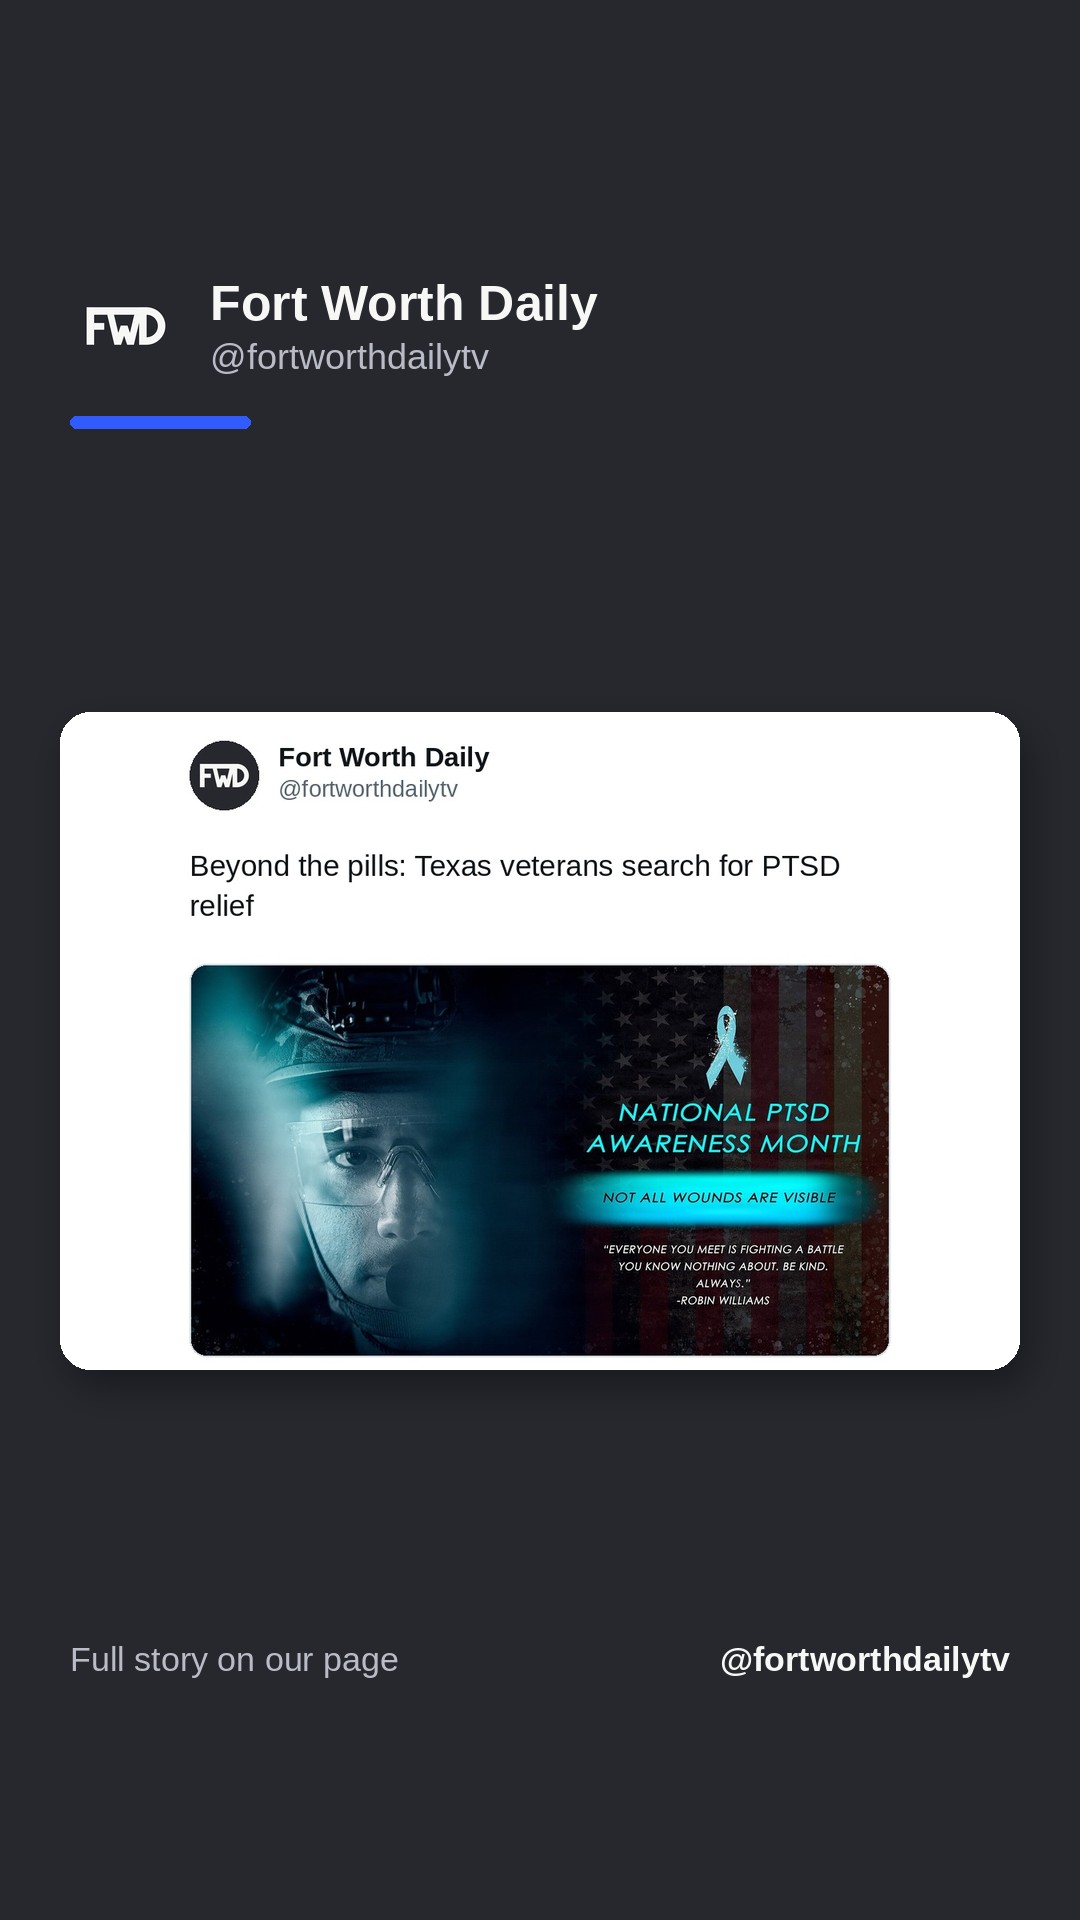 FWD
Fort Worth Daily
@fortworthdailytv
FWD
Fort Worth Daily
@fortworthdailytv
Beyond the pills: Texas veterans search for PTSD
relief
NATIONAL PTSD
AWARENESS MONTH
NOT ALL WOUNDS ARE VISIBLE
“EVERYONE YOU MEET IS FIGHTING A BATTLE
YOU KNOW NOTHING ABOUT. BE KIND.
ALWAYS.”
-ROBIN WILLIAMS
Full story on our page
@fortworthdailytv